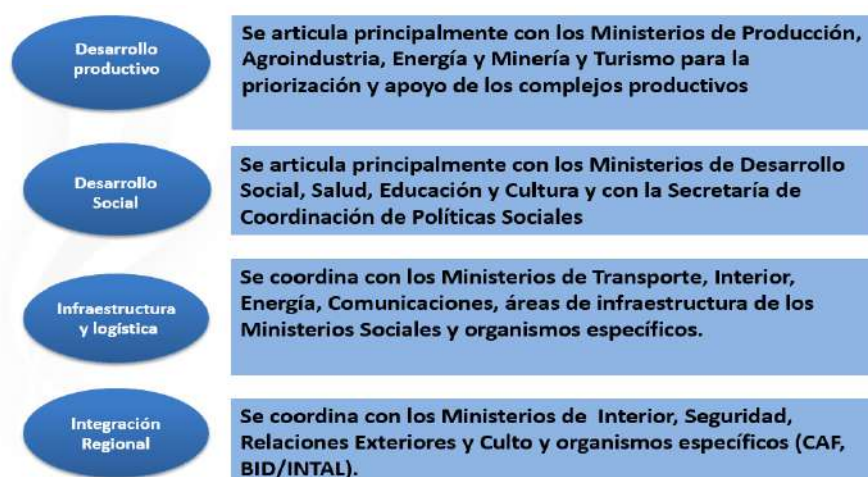 Desarrollo
productivo
Se articula principalmente con los Ministerios de Producción,
Agroindustria, Energía y Minería y Turismo para la
priorización y apoyo de los complejos productivos
Desarrollo
Social
Se articula principalmente con los Ministerios de Desarrollo
Social, Salud, Educación y Cultura y con la Secretaría de
Coordinación de Políticas Sociales
Infraestructura
y logística
Se coordina con los Ministerios de Transporte, Interior,
Energía, Comunicaciones, áreas de infraestructura de los
Ministerios Sociales y organismos específicos.
Integración
Regional
Se coordina con los Ministerios de Interior, Seguridad,
Relaciones Exteriores y Culto y organismos específicos (CAF,
BID/INTAL).